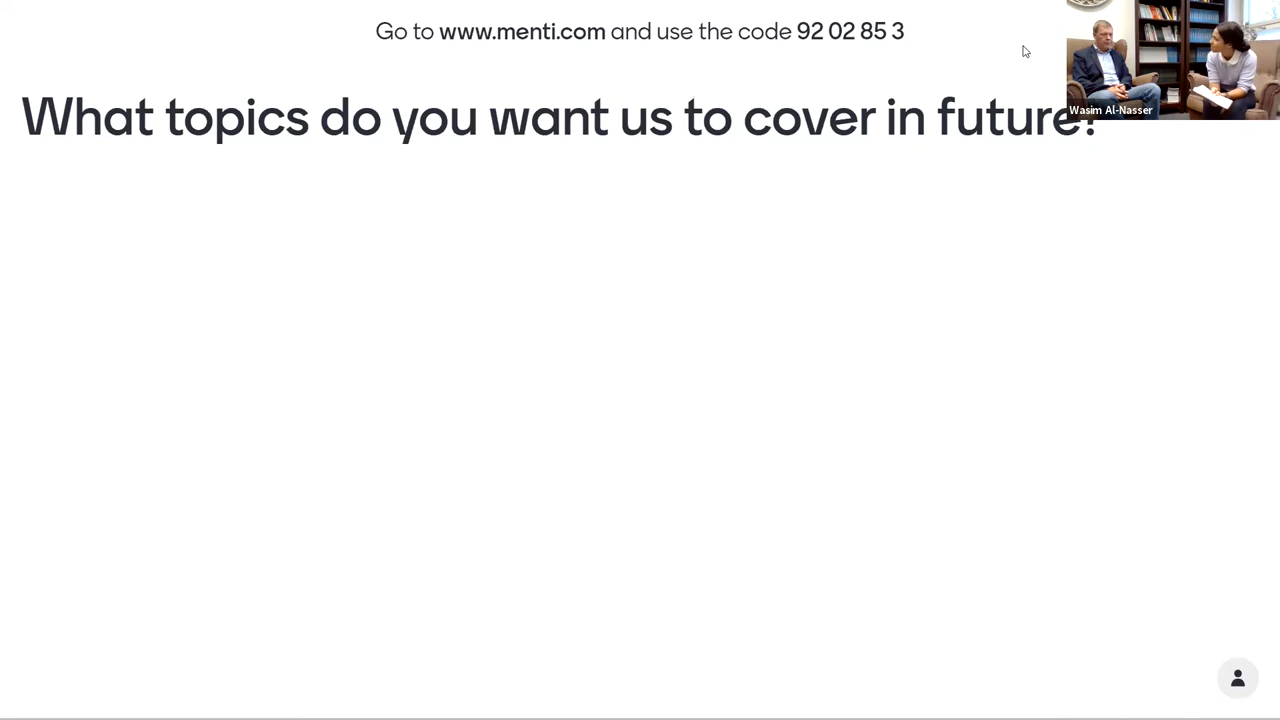 Go to www.menti.com and use the code 92 02 85 3
What topics do you want us to cover in future?
Wasim Al-Nasser